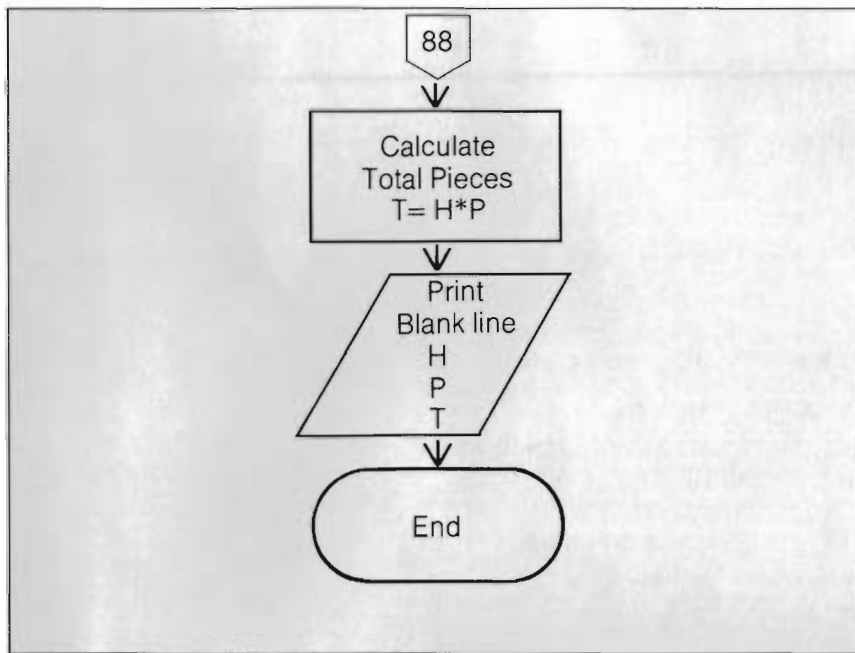 88
Calculate
Total Pieces
T= H*P
Print
Blank line
H
P
T
End